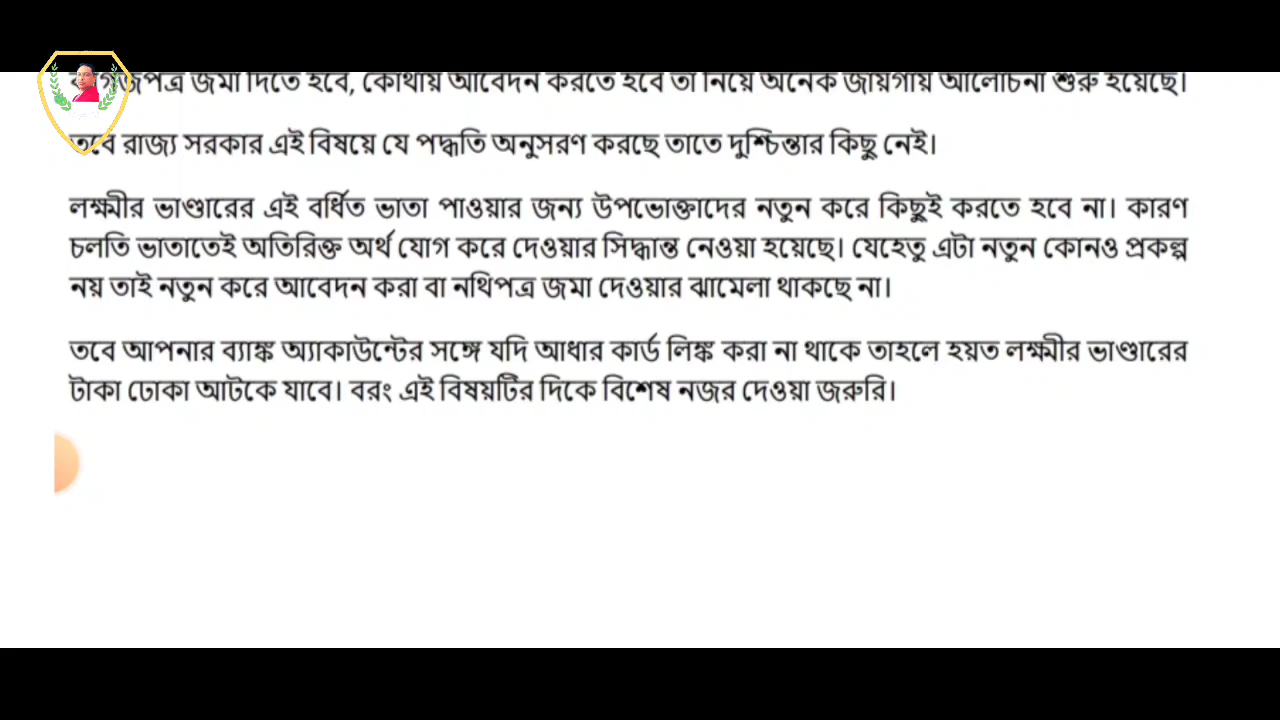 জমা দিতে হবে, কোথায় আবেদন করতে হবে তা নিয়ে অনেক জায়গায় আলোচনা শুরু হয়েছে।
তবে রাজ্য সরকার এই বিষয়ে যে পদ্ধতি অনুসরণ করছে তাতে দুশ্চিন্তার কিছু নেই।
লক্ষ্মীর ভাণ্ডারের এই বর্ধিত ভাতা পাওয়ার জন্য উপভোক্তাদের নতুন করে কিছুই করতে হবে না। কারণ
চলতি ভাতাতেই অতিরিক্ত অর্থ যোগ করে দেওয়ার সিদ্ধান্ত নেওয়া হয়েছে। যেহেতু এটা নতুন কোনও প্রকল্প
নয় তাই নতুন করে আবেদন করা বা নথিপত্র জমা দেওয়ার ঝামেলা থাকছে না।
তবে আপনার ব্যাঙ্ক অ্যাকাউন্টের সঙ্গে যদি আধার কার্ড লিঙ্ক করা না থাকে তাহলে হয়ত লক্ষ্মীর ভাণ্ডারের
টাকা ঢোকা আটকে যাবে। বরং এই বিষয়টির দিকে বিশেষ নজর দেওয়া জরুরি।